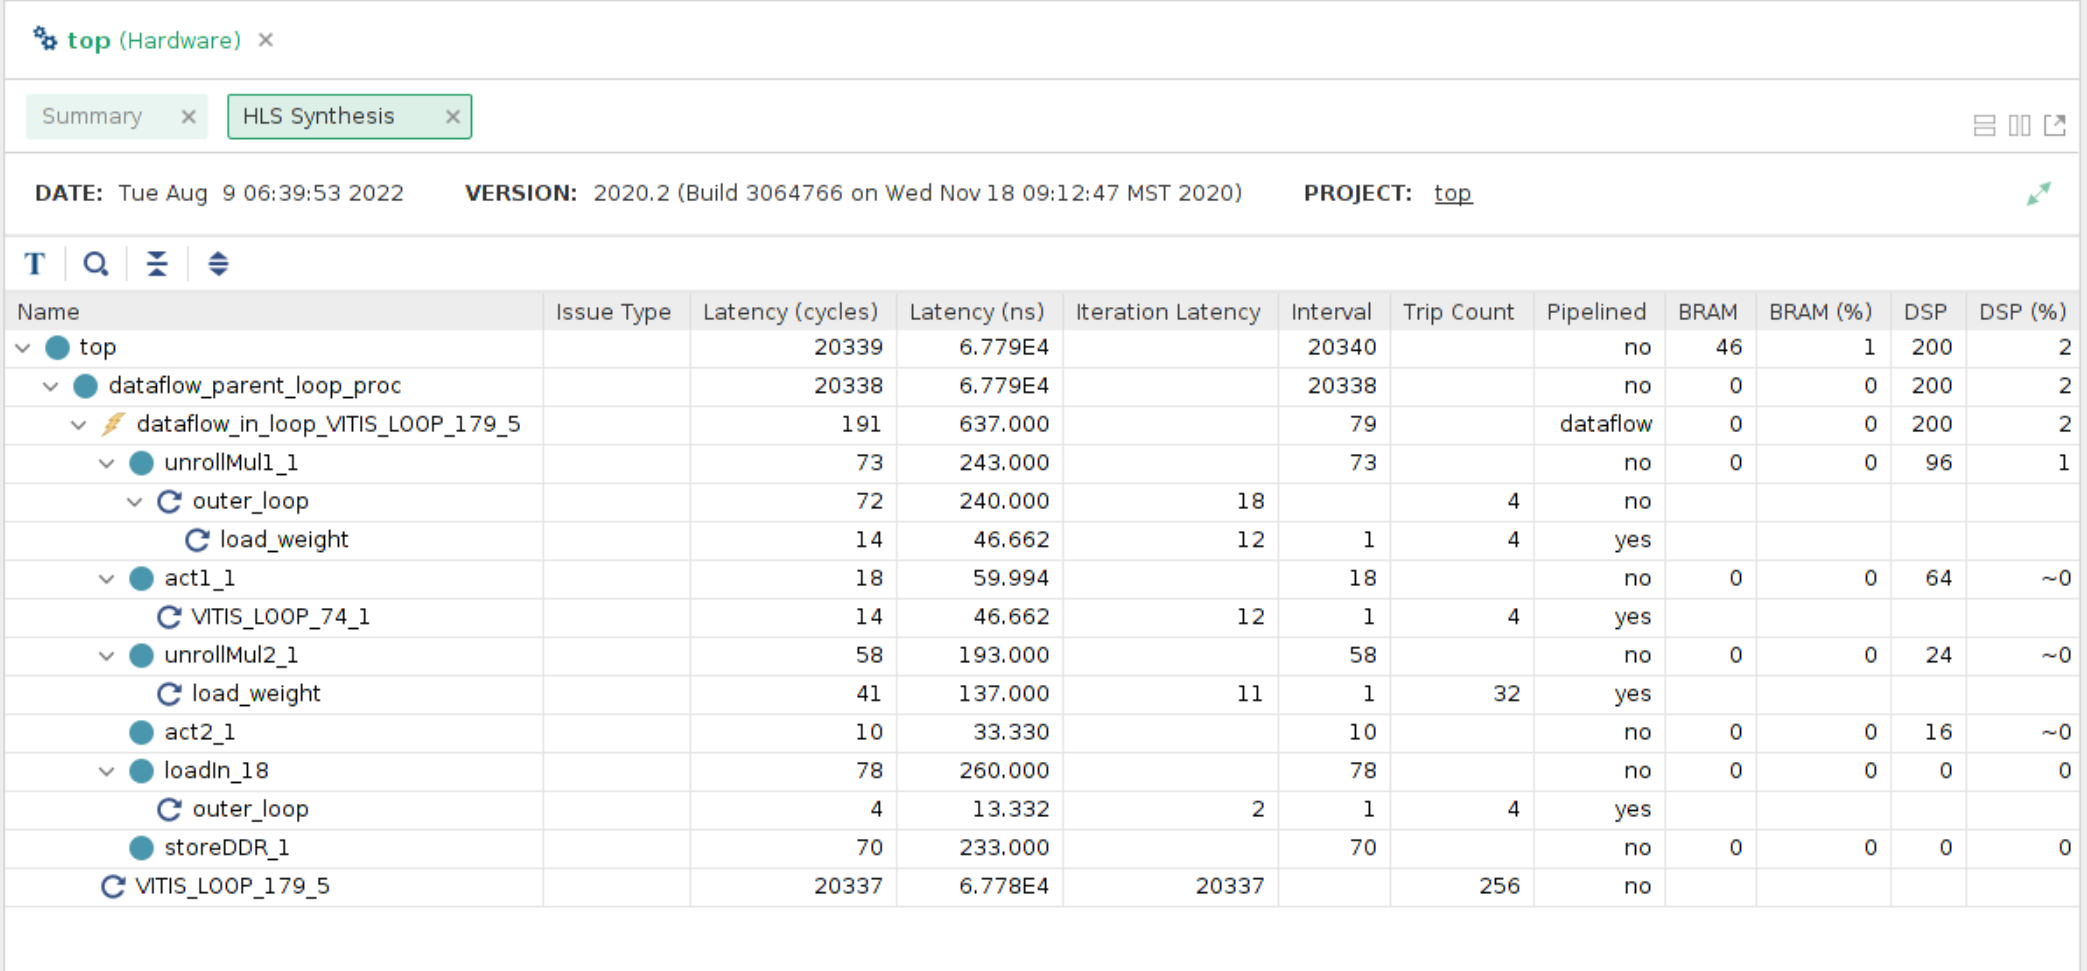 top (Hardware) ×
Summary × HLS Synthesis ×
DATE: Tue Aug 9 06:39:53 2022 VERSION: 2020.2 (Build 3064766 on Wed Nov 18 09:12:47 MST 2020) PROJECT: top
T
Name Issue Type Latency (cycles) Latency (ns) Iteration Latency Interval Trip Count Pipelined BRAM BRAM (%) DSP DSP (%)
top 20339 6.779E4 20340 no 46 1 200 2
dataflow_parent_loop_proc 20338 6.779E4 20338 no 0 0 200 2
dataflow_in_loop_VITIS_LOOP_179_5 191 637.000 79 dataflow 0 0 200 2
unrollMul1_1 73 243.000 73 no 0 0 96 1
outer_loop 72 240.000 18 4 no
load_weight 14 46.662 12 1 4 yes
act1_1 18 59.994 18 no 0 0 64 ~0
VITIS_LOOP_74_1 14 46.662 12 1 4 yes
unrollMul2_1 58 193.000 58 no 0 0 24 ~0
load_weight 41 137.000 11 1 32 yes
act2_1 10 33.330 10 no 0 0 16 ~0
loadIn_18 78 260.000 78 no 0 0 0 0
outer_loop 4 13.332 2 1 4 yes
storeDDR_1 70 233.000 70 no 0 0 0 0
VITIS_LOOP_179_5 20337 6.778E4 20337 256 no